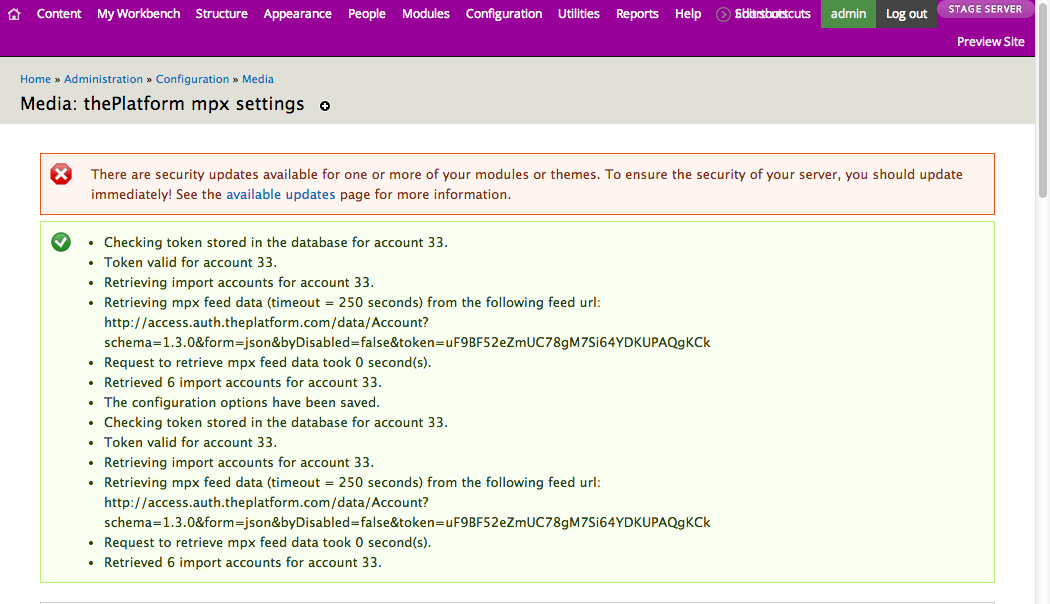 Content My Workbench Structure Appearance People Modules Configuration Utilities Reports Help admin Log out STAGE SERVER
Preview Site
Home » Administration » Configuration » Media
Media: thePlatform mpx settings
There are security updates available for one or more of your modules or themes. To ensure the security of your server, you should update
immediately! See the available updates page for more information.
• Checking token stored in the database for account 33.
• Token valid for account 33.
• Retrieving import accounts for account 33.
• Retrieving mpx feed data (timeout = 250 seconds) from the following feed url:
http://access.auth.theplatform.com/data/Account?
schema=1.3.0&form=json&byDisabled=false&token=uF9BF52eZmUC78gM7Si64YDKUPAQgKCk
• Request to retrieve mpx feed data took 0 second(s).
• Retrieved 6 import accounts for account 33.
• The configuration options have been saved.
• Checking token stored in the database for account 33.
• Token valid for account 33.
• Retrieving import accounts for account 33.
• Retrieving mpx feed data (timeout = 250 seconds) from the following feed url:
http://access.auth.theplatform.com/data/Account?
schema=1.3.0&form=json&byDisabled=false&token=uF9BF52eZmUC78gM7Si64YDKUPAQgKCk
• Request to retrieve mpx feed data took 0 second(s).
• Retrieved 6 import accounts for account 33.